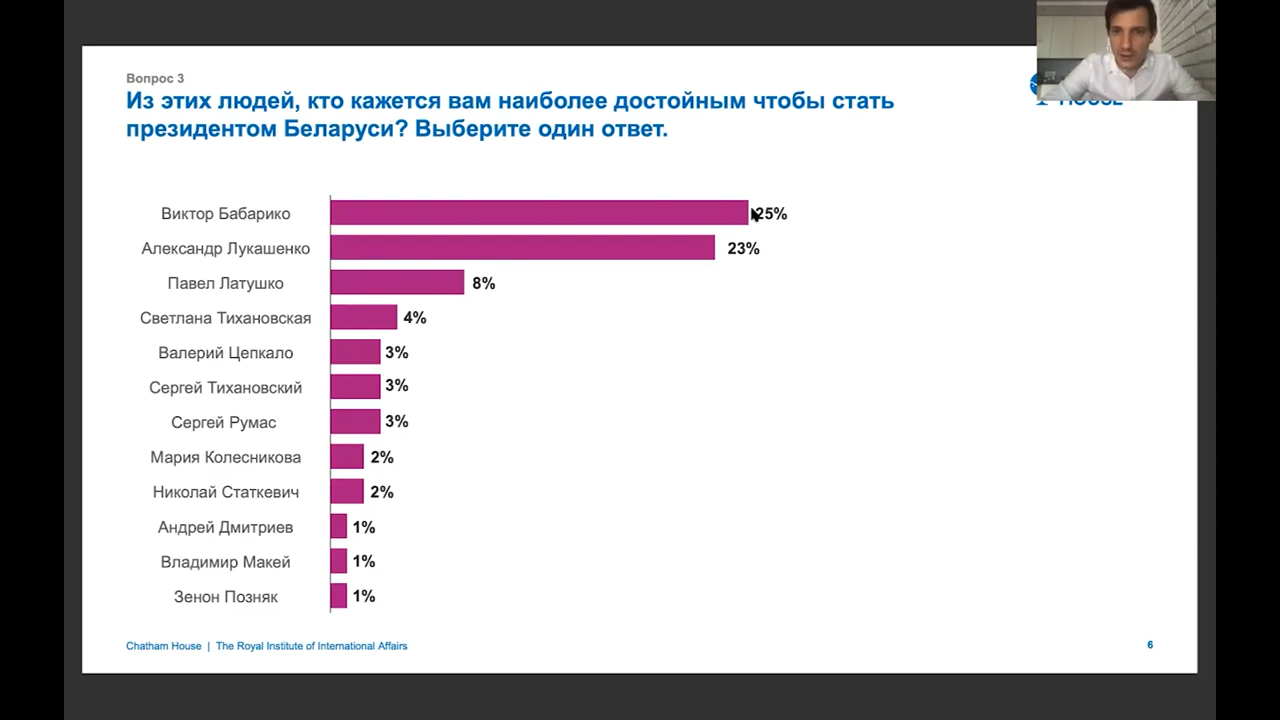 Вопрос 3
Из этих людей, кто кажется вам наиболее достойным чтобы стать
президентом Беларуси? Выберите один ответ.
HOUSE
Виктор Бабарико 25%
Александр Лукашенко 23%
Павел Латушко 8%
Светлана Тихановская 4%
Валерий Цепкало 3%
Сергей Тихановский 3%
Сергей Румас 3%
Мария Колесникова 2%
Николай Статкевич 2%
Андрей Дмитриев 1%
Владимир Макей 1%
Зенон Позняк 1%
Chatham House | The Royal Institute of International Affairs
6